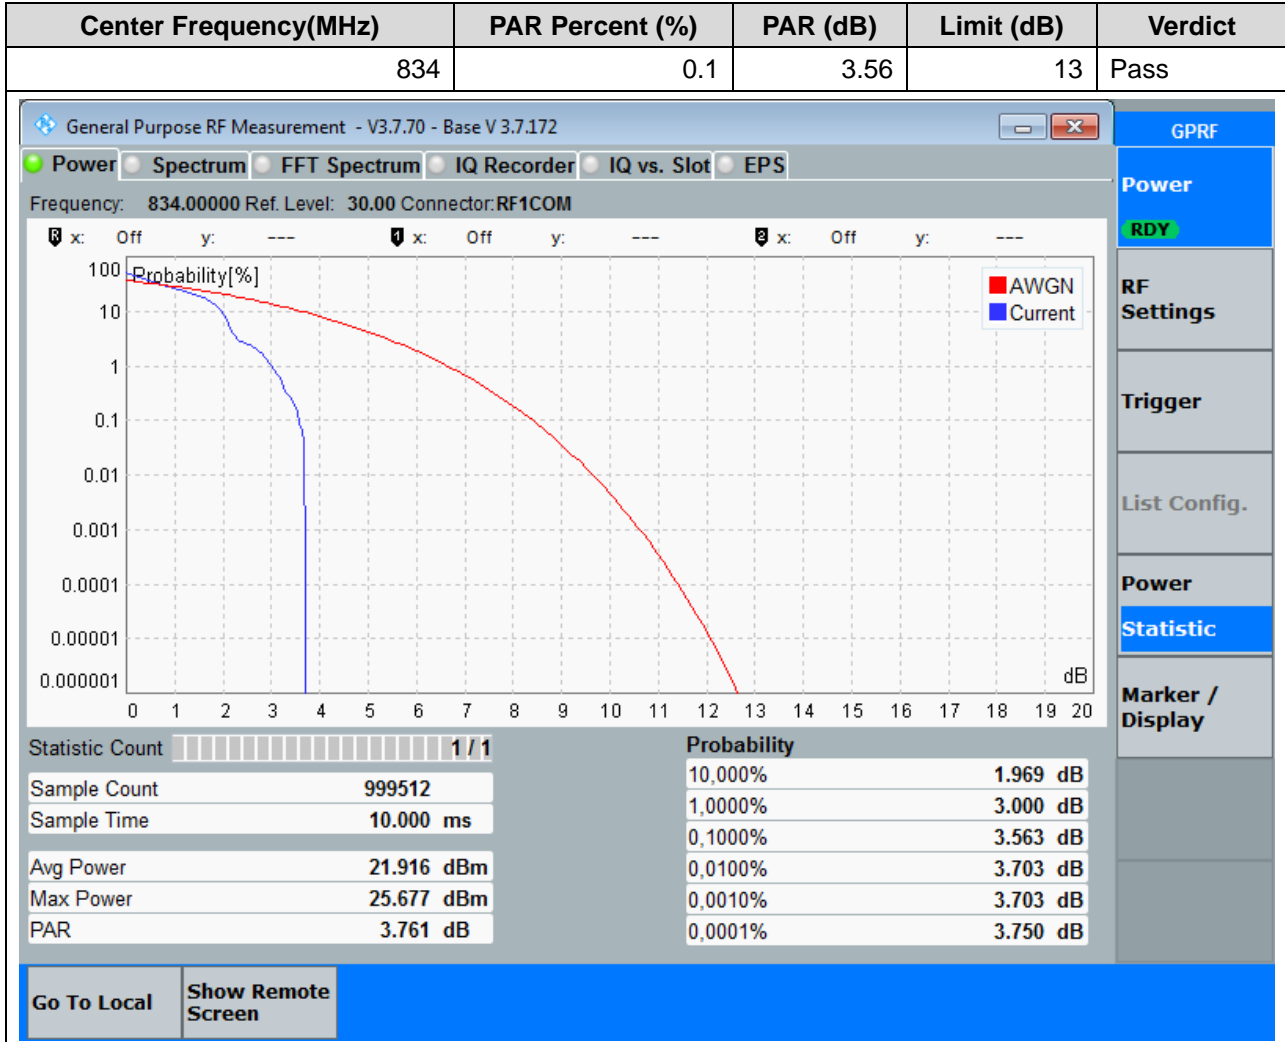 Center Frequency(MHz) PAR Percent (%) PAR (dB) Limit (dB) Verdict
834 0.1 3.56 13 Pass
General Purpose RF Measurement - V3.7.70 - Base V 3.7.172
GPRF
Power Spectrum FFT Spectrum IQ Recorder IQ vs. Slot EPS
Frequency: 834.00000 Ref. Level: 30.00 Connector:RF1COM
R x: Off y: --- 1 x: Off y: --- 2 x: Off y: ---
Probability[%]
100
10
1
0.1
0.01
0.001
0.0001
0.00001
0.000001
AWGN
Current
dB
0 1 2 3 4 5 6 7 8 9 10 11 12 13 14 15 16 17 18 19 20
Statistic Count 1 / 1
Sample Count 999512
Sample Time 10.000 ms
Avg Power 21.916 dBm
Max Power 25.677 dBm
PAR 3.761 dB
Probability
10,000% 1.969 dB
1,0000% 3.000 dB
0,1000% 3.563 dB
0,0100% 3.703 dB
0,0010% 3.703 dB
0,0001% 3.750 dB
Power
RDY
RF
Settings
Trigger
List Config.
Power
Statistic
Marker /
Display
Go To Local
Show Remote
Screen